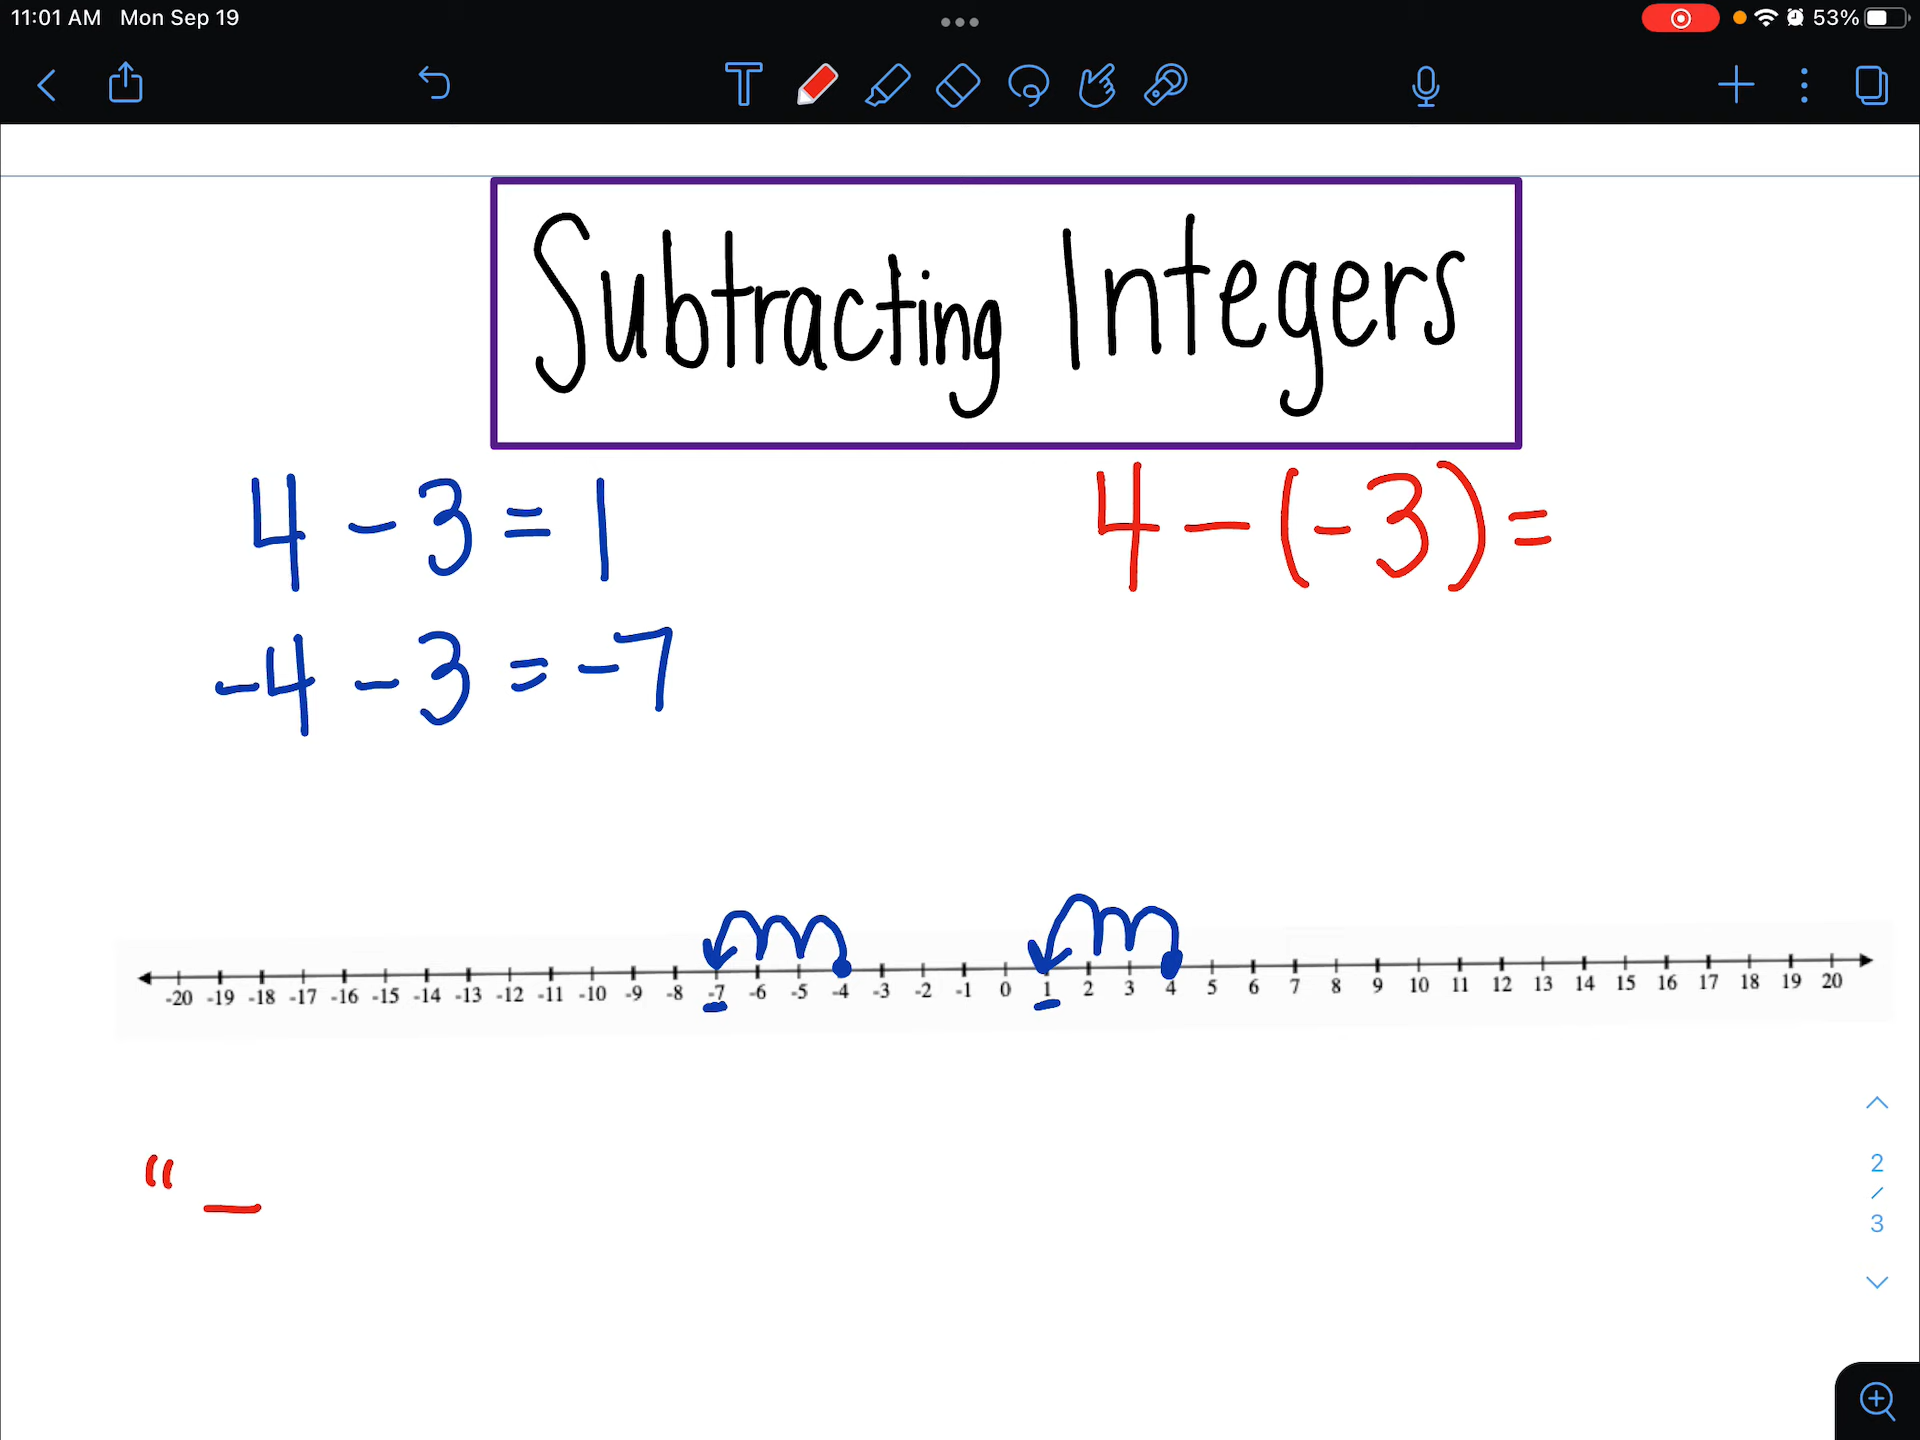 11:01 AM Mon Sep 19
53%
Subtracting Integers
4 - 3 = 1
4 - (-3) =
-4 - 3 = -7
-20 -19 -18 -17 -16 -15 -14 -13 -12 -11 -10 -9 -8 -7 -6 -5 -4 -3 -2 -1 0 1 2 3 4 5 6 7 8 9 10 11 12 13 14 15 16 17 18 19 20
“ _
2
/
3